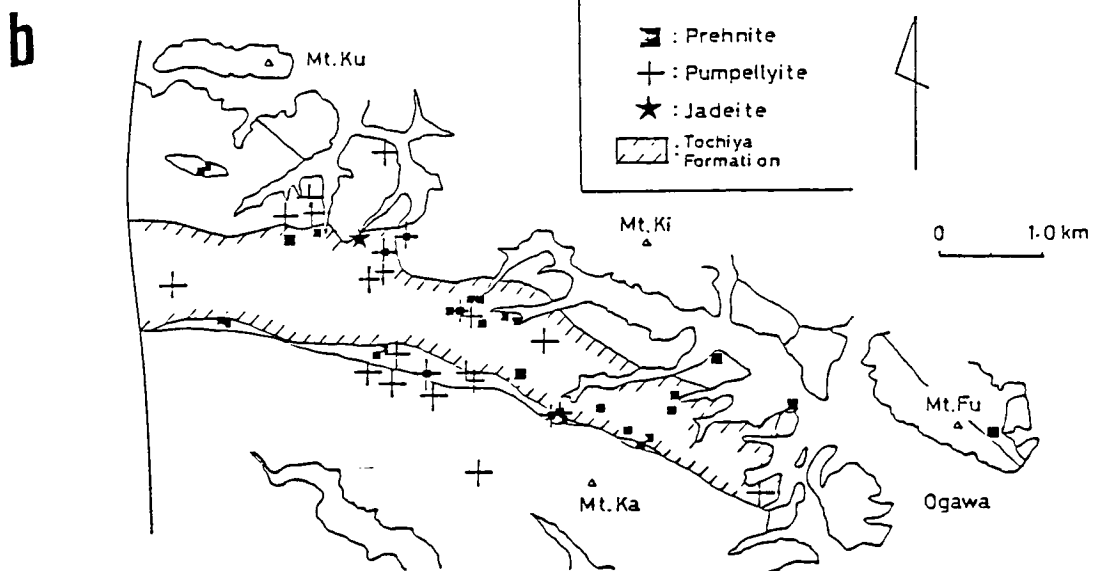 b
: Prehnite
: Pumpellyite
: Jadeite
: Tochiya
Formation
Mt.Ku
Mt.Ki
0 1.0 km
Mt.Fu
Mt.Ka
Ogawa